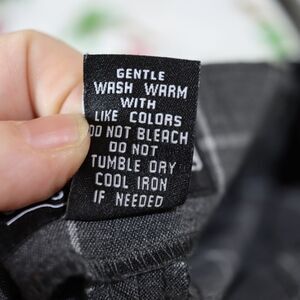 GENTLE
WASH WARM
WITH
LIKE COLORS
DO NOT BLEACH
DO NOT
TUMBLE DRY
COOL IRON
IF NEEDED